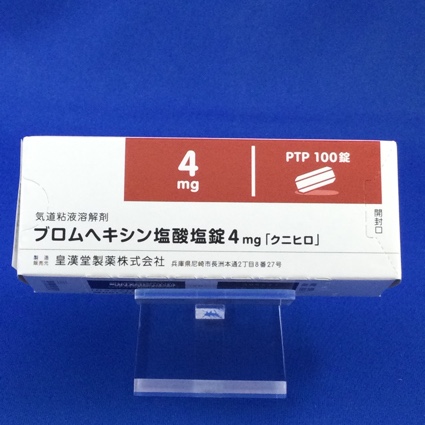 4
mg
PTP 100錠
開封口
気道粘液溶解剤
ブロムヘキシン塩酸塩錠4mg「クニヒロ」
製造
販売元
皇漢堂製薬株式会社 兵庫県尼崎市長洲本通2丁目8番27号